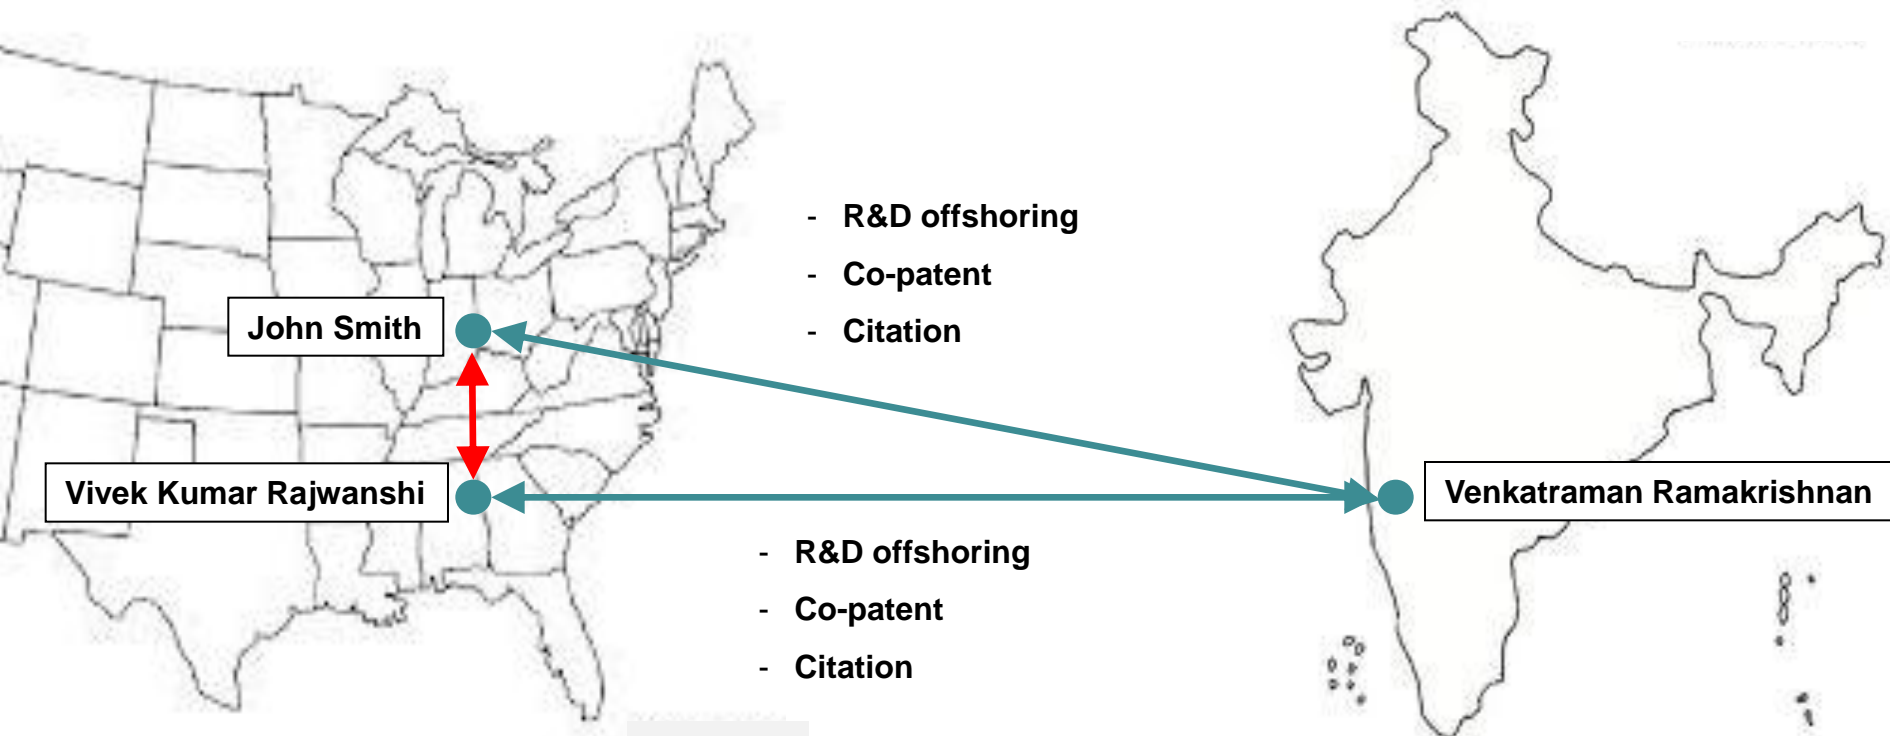 - R&D offshoring
- Co-patent
- Citation
John Smith
Vivek Kumar Rajwanshi
Venkatraman Ramakrishnan
- R&D offshoring
- Co-patent
- Citation